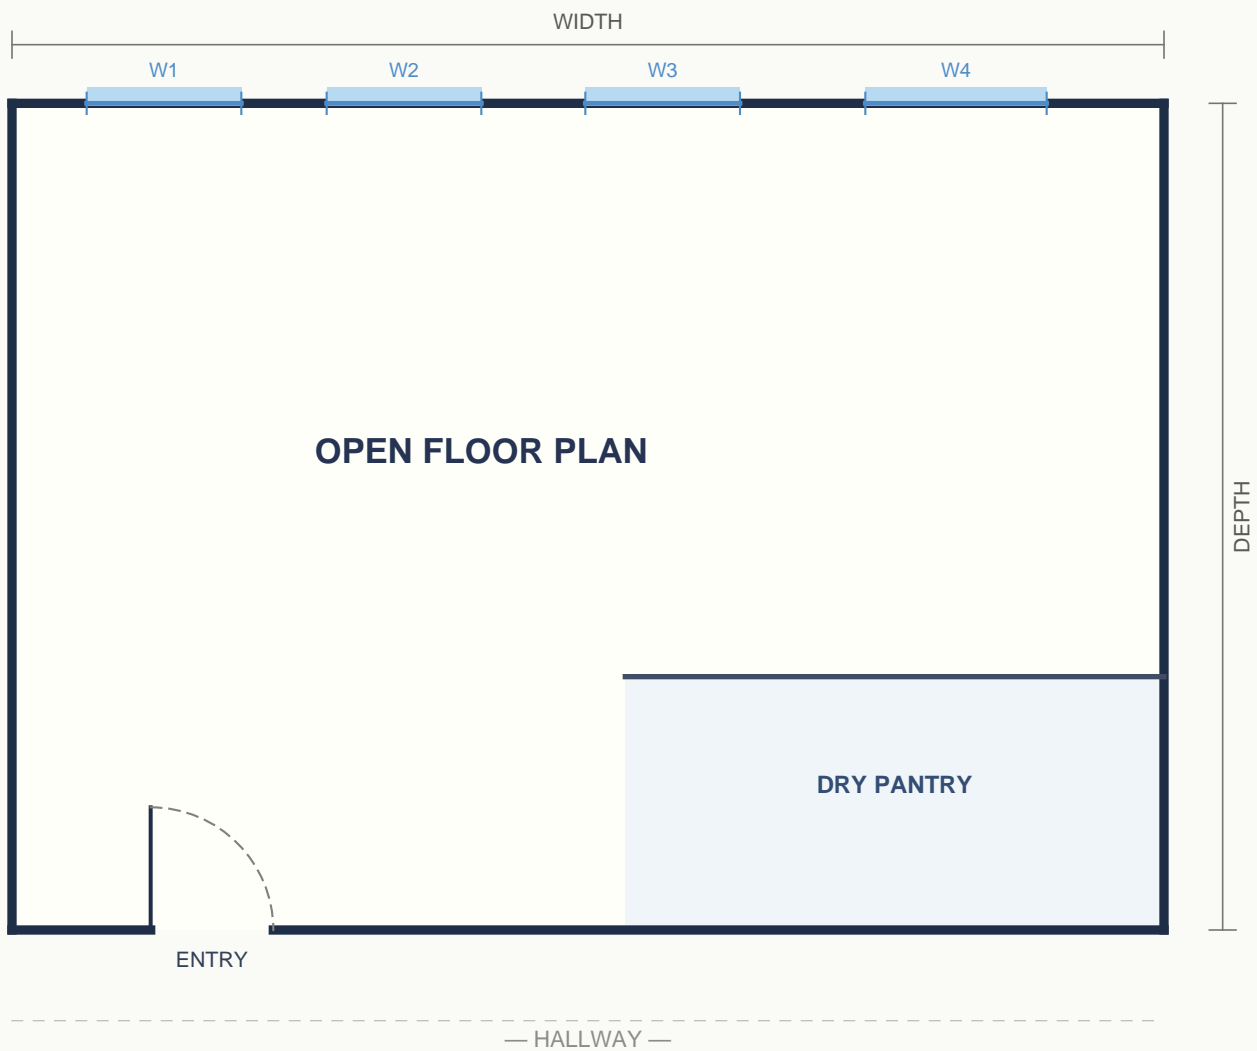 WIDTH
W1 W2 W3 W4
OPEN FLOOR PLAN
DEPTH
DRY PANTRY
ENTRY
— HALLWAY —